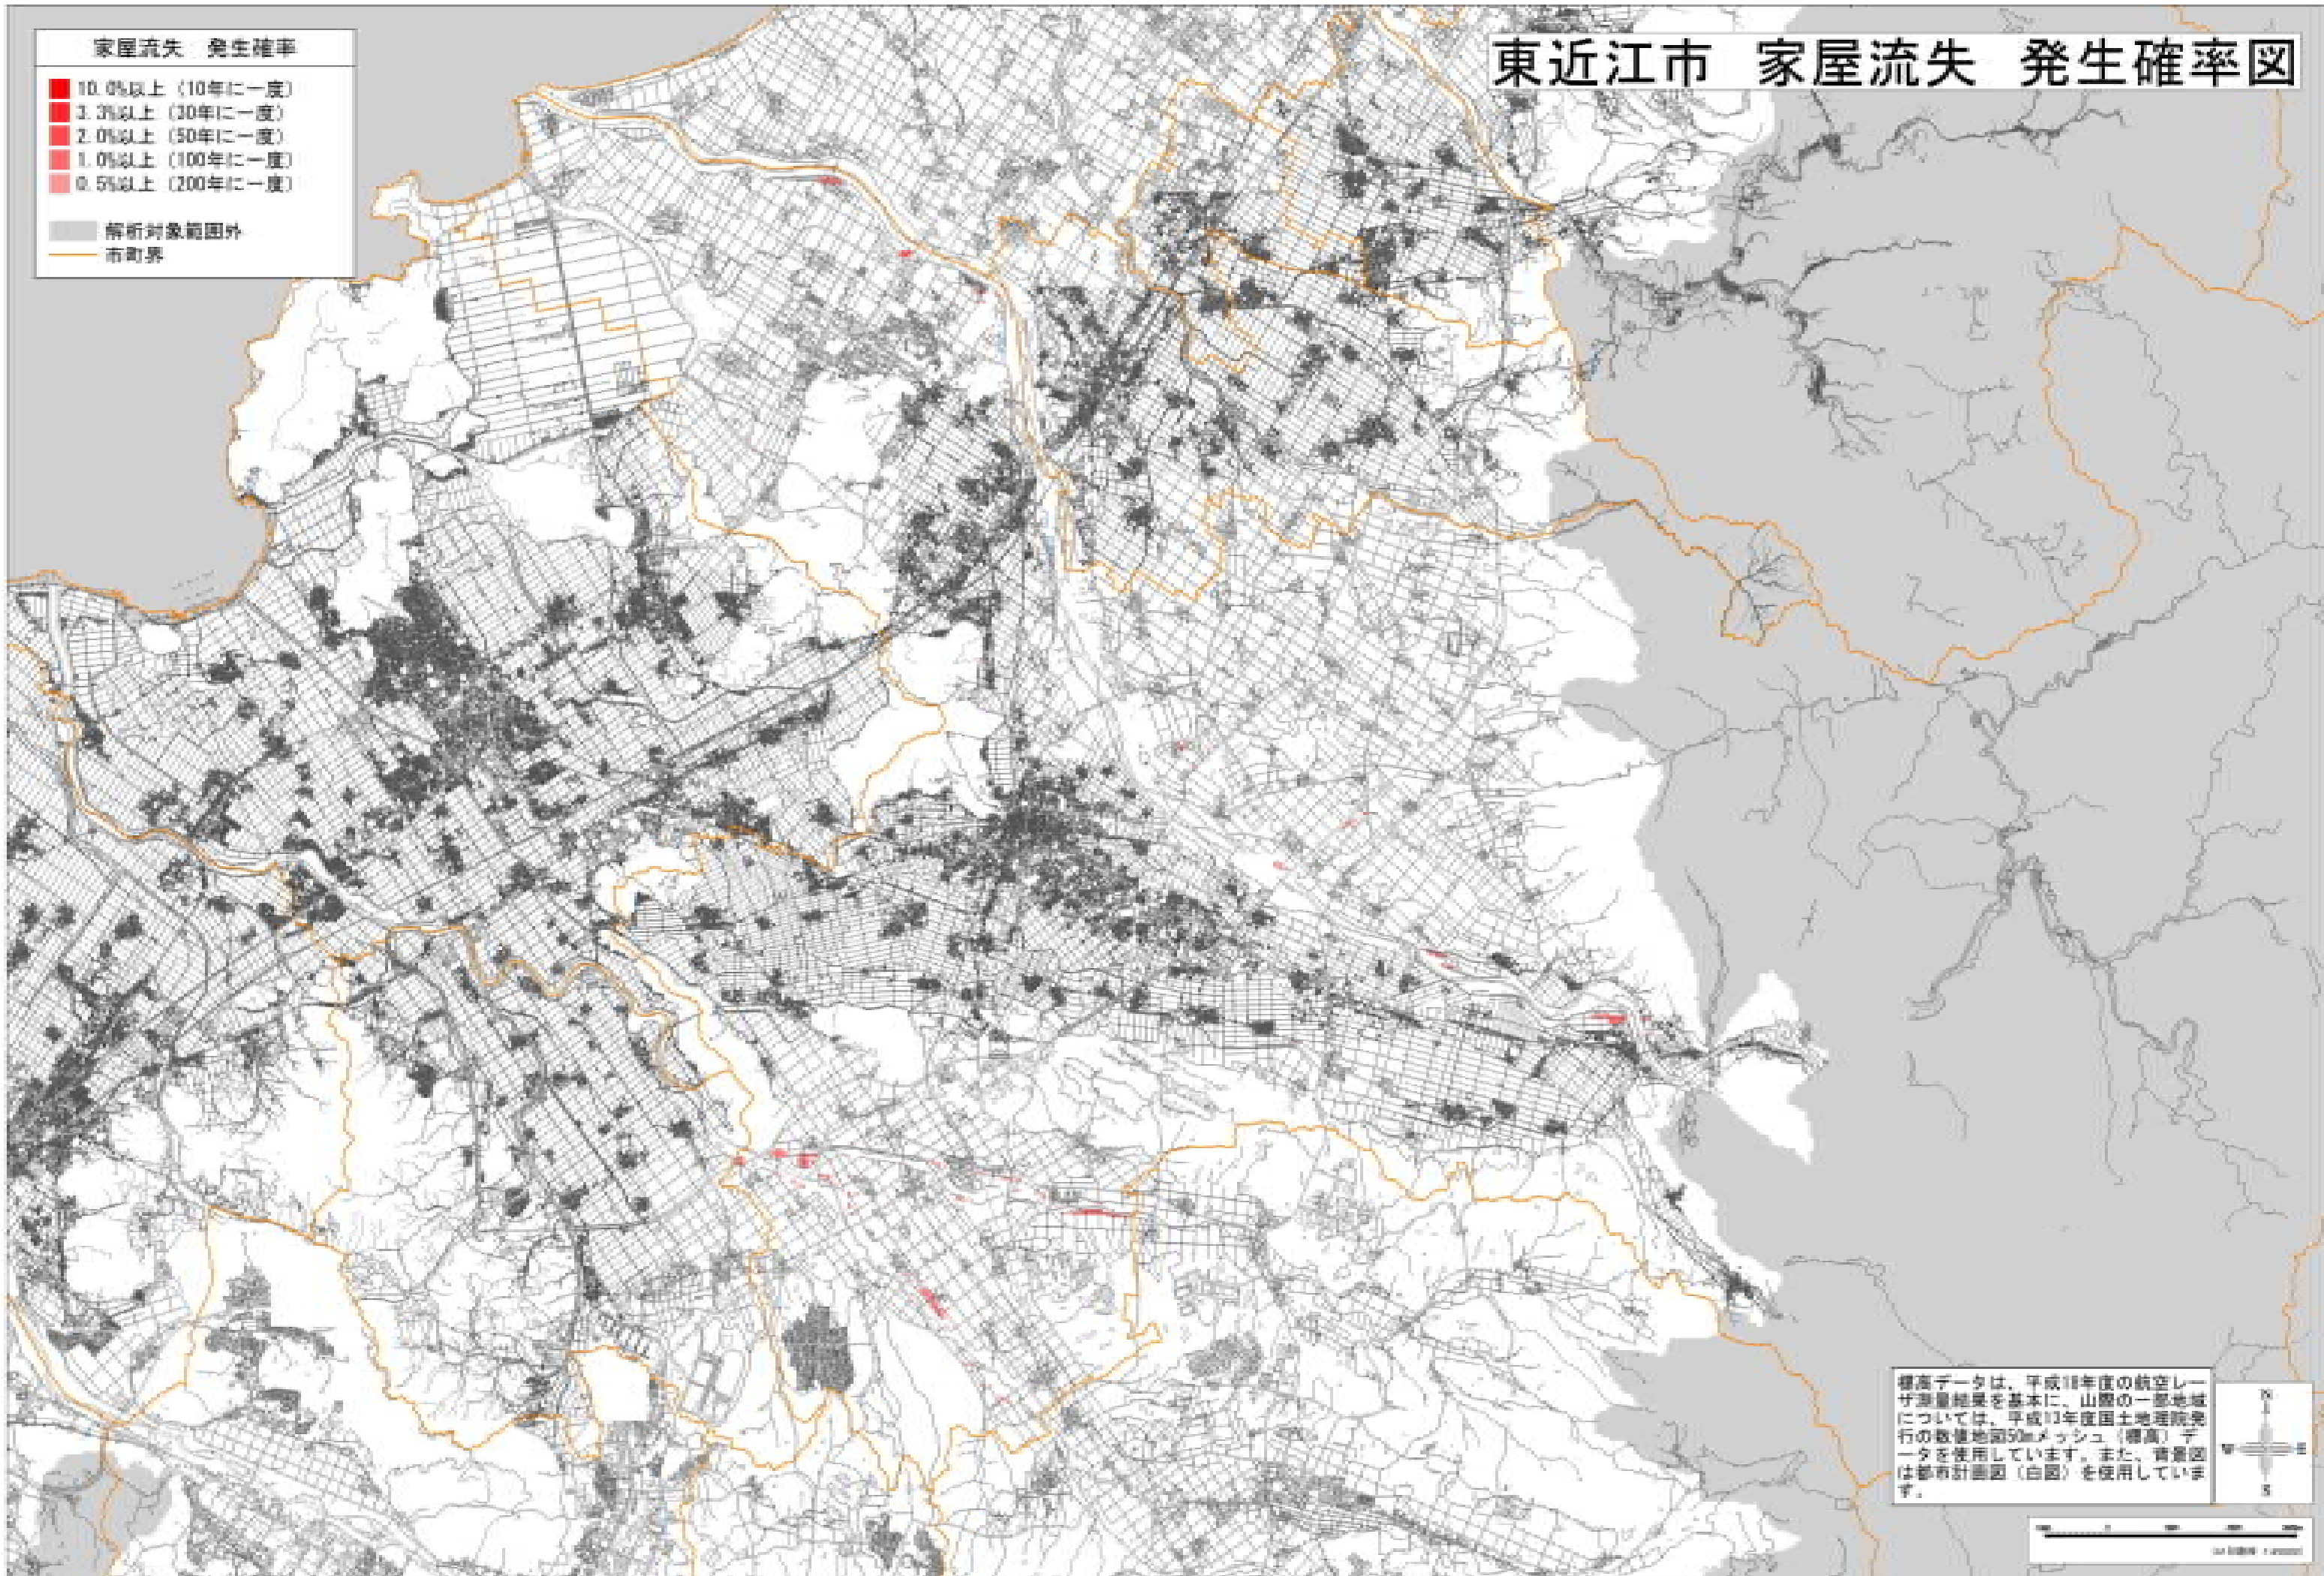 東近江市 家屋流失 発生確率図
家屋流失 発生確率
10.0%以上（10年に一度）
3.3%以上（30年に一度）
2.0%以上（50年に一度）
1.0%以上（100年に一度）
0.5%以上（200年に一度）
解析対象範囲外
市町界
標高データは、平成18年度の航空レー
ザ測量結果を基本に、山間の一部地域
については、平成13年度国土地理院発
行の数値地図50mメッシュ（標高）デ
ータを使用しています。また、背景図
は都市計画図（白図）を使用していま
す。
N
W E
S